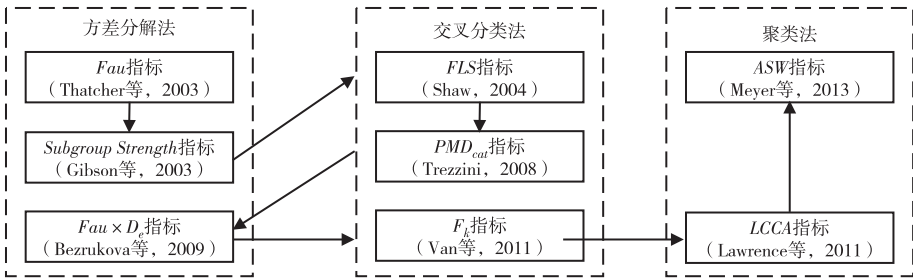 方差分解法
Fau指标
（Thatcher等，2003）
Subgroup Strength指标
（Gibson等，2003）
Fau×De指标
（Bezrukova等，2009）
交叉分类法
FLS指标
（Shaw，2004）
PMDcat指标
（Trezzini，2008）
Fk指标
（Van等，2011）
聚类法
ASW指标
（Meyer等，2013）
LCCA指标
（Lawrence等，2011）